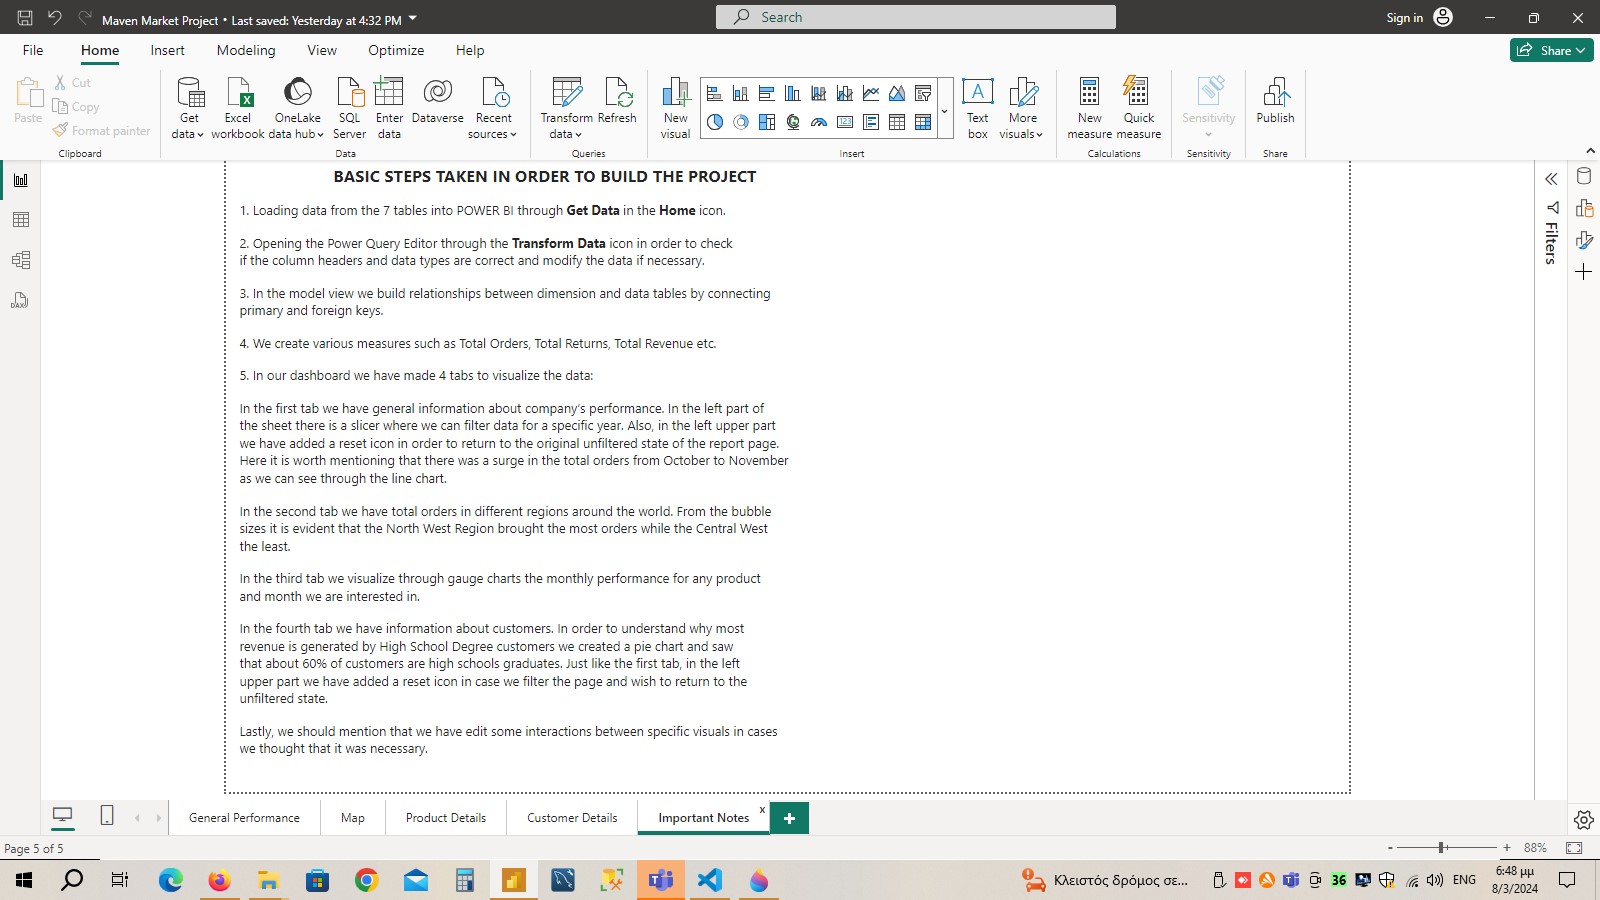 Maven Market Project • Last saved: Yesterday at 4:32 PM
Search
Sign in
File
Home
Insert
Modeling
View
Optimize
Help
Share
Paste
Cut
Copy
Format painter
Clipboard
Get data
Excel workbook
OneLake data hub
SQL Server
Enter data
Dataverse
Recent sources
Data
Transform data
Refresh
Queries
New visual
Text box
More visuals
Insert
New measure
Quick measure
Calculations
Sensitivity
Sensitivity
Publish
Share
BASIC STEPS TAKEN IN ORDER TO BUILD THE PROJECT
1. Loading data from the 7 tables into POWER BI through Get Data in the Home icon.
2. Opening the Power Query Editor through the Transform Data icon in order to check
if the column headers and data types are correct and modify the data if necessary.
3. In the model view we build relationships between dimension and data tables by connecting
primary and foreign keys.
4. We create various measures such as Total Orders, Total Returns, Total Revenue etc.
5. In our dashboard we have made 4 tabs to visualize the data:
In the first tab we have general information about company's performance. In the left part of
the sheet there is a slicer where we can filter data for a specific year. Also, in the left upper part
we have added a reset icon in order to return to the original unfiltered state of the report page.
Here it is worth mentioning that there was a surge in the total orders from October to November
as we can see through the line chart.
In the second tab we have total orders in different regions around the world. From the bubble
sizes it is evident that the North West Region brought the most orders while the Central West
the least.
In the third tab we visualize through gauge charts the monthly performance for any product
and month we are interested in.
In the fourth tab we have information about customers. In order to understand why most
revenue is generated by High School Degree customers we created a pie chart and saw
that about 60% of customers are high schools graduates. Just like the first tab, in the left
upper part we have added a reset icon in case we filter the page and wish to return to the
unfiltered state.
Lastly, we should mention that we have edit some interactions between specific visuals in cases
we thought that it was necessary.
Filters
DAX
General Performance
Map
Product Details
Customer Details
Important Notes
x
Page 5 of 5
88%
Κλειστός δρόμος σε...
36
ENG
6:48 μμ
8/3/2024